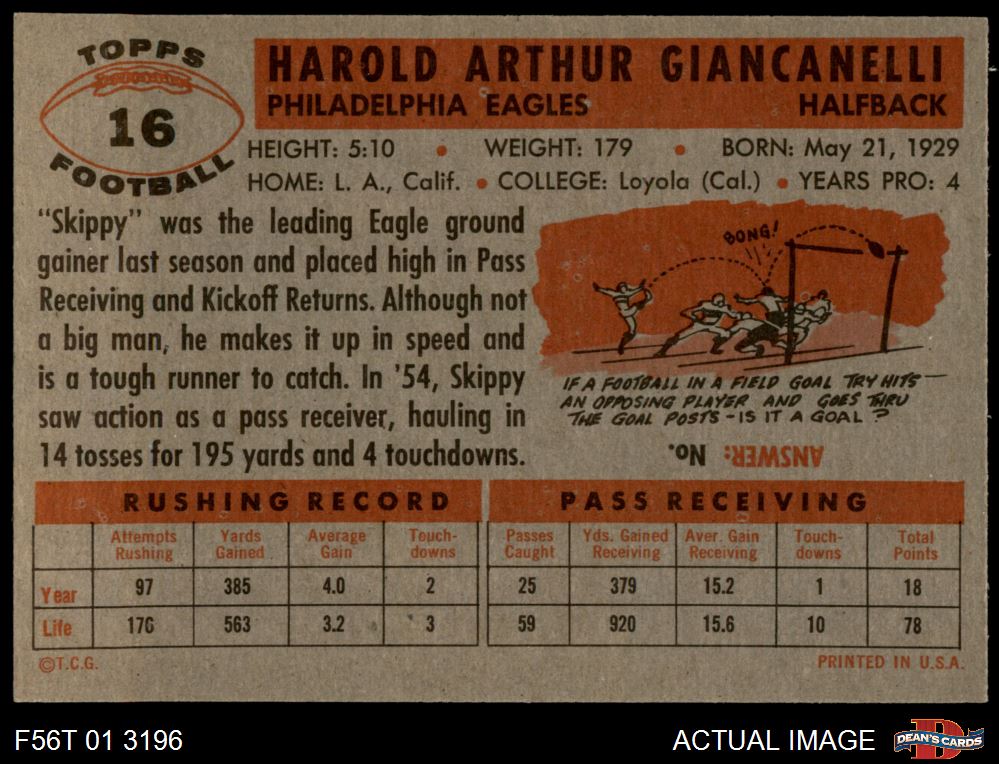 TOPPS
16
FOOTBALL
HAROLD ARTHUR GIANCANELLI
PHILADELPHIA EAGLES HALFBACK
HEIGHT: 5:10 • WEIGHT: 179 • BORN: May 21, 1929
HOME: L. A., Calif. • COLLEGE: Loyola (Cal.) • YEARS PRO: 4
"Skippy" was the leading Eagle ground
gainer last season and placed high in Pass
Receiving and Kickoff Returns. Although not
a big man, he makes it up in speed and
is a tough runner to catch. In '54, Skippy
saw action as a pass receiver, hauling in
14 tosses for 195 yards and 4 touchdowns.
BONG!
IF A FOOTBALL IN A FIELD GOAL TRY HITS
AN OPPOSING PLAYER AND GOES THRU
THE GOAL POSTS - IS IT A GOAL?
ANSWER: No.
RUSHING RECORD
Attempts Rushing Yards Gained Average Gain Touch-downs
Year 97 385 4.0 2
Life 176 563 3.2 3
PASS RECEIVING
Passes Caught Yds. Gained Receiving Aver. Gain Receiving Touch-downs Total Points
25 379 15.2 1 18
59 920 15.6 10 78
©T.C.G. PRINTED IN U.S.A.
F56T 01 3196 ACTUAL IMAGE DEAN'S CARDS